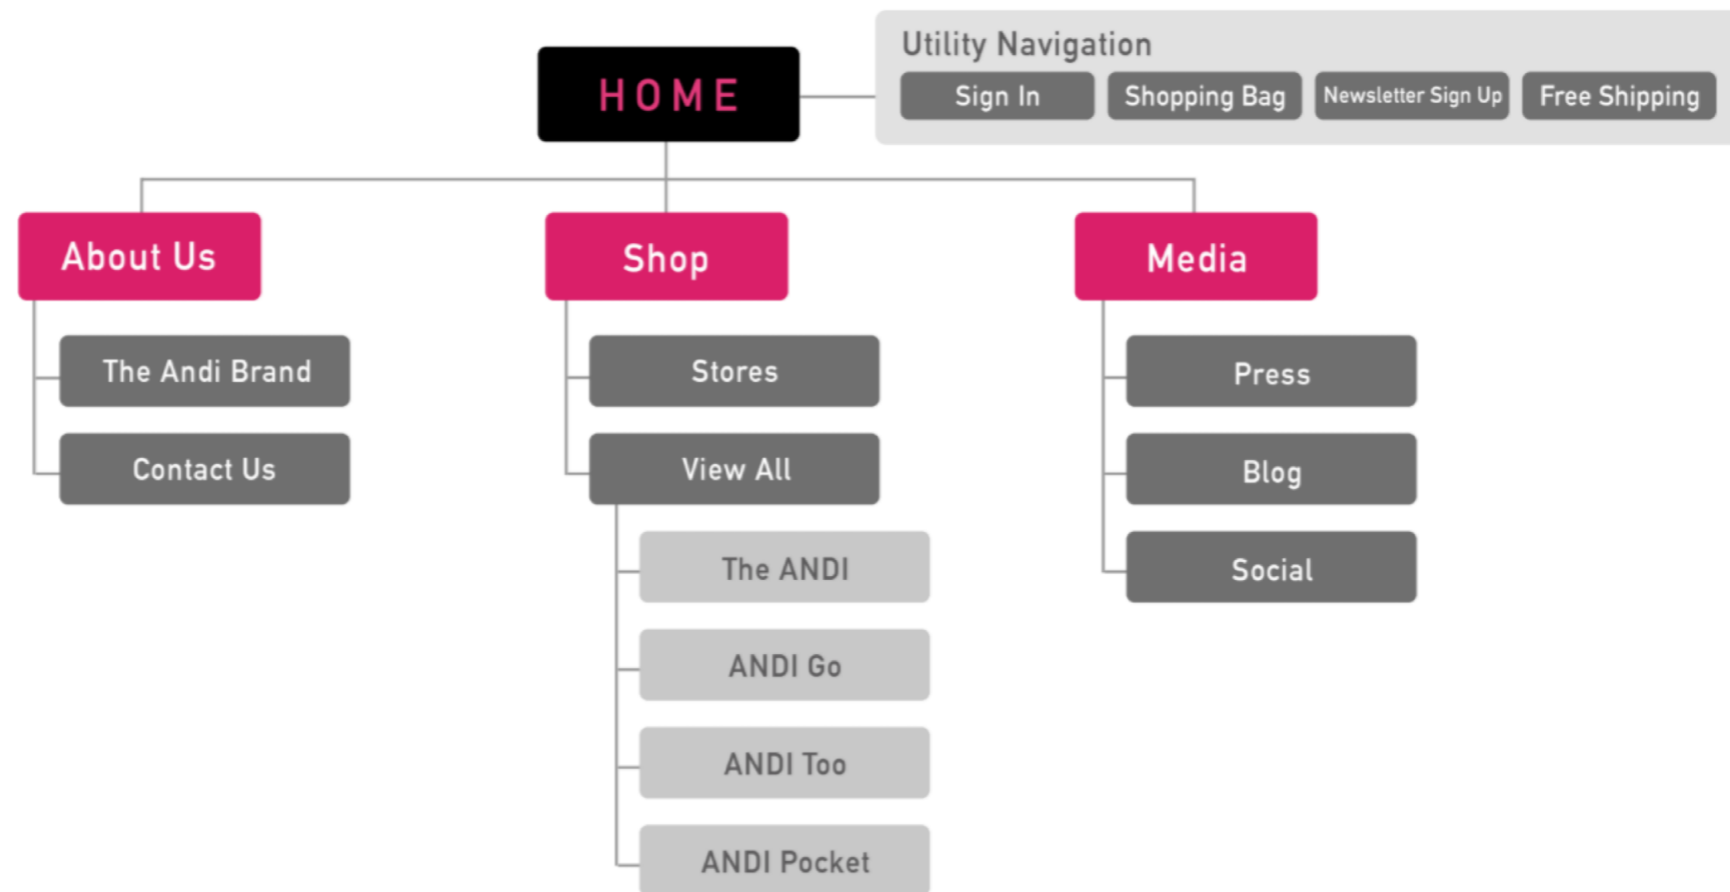 Utility Navigation
HOME
Sign In
Shopping Bag
Newsletter Sign Up
Free Shipping
About Us
The Andi Brand
Contact Us
Shop
Stores
View All
The ANDI
ANDI Go
ANDI Too
ANDI Pocket
Media
Press
Blog
Social